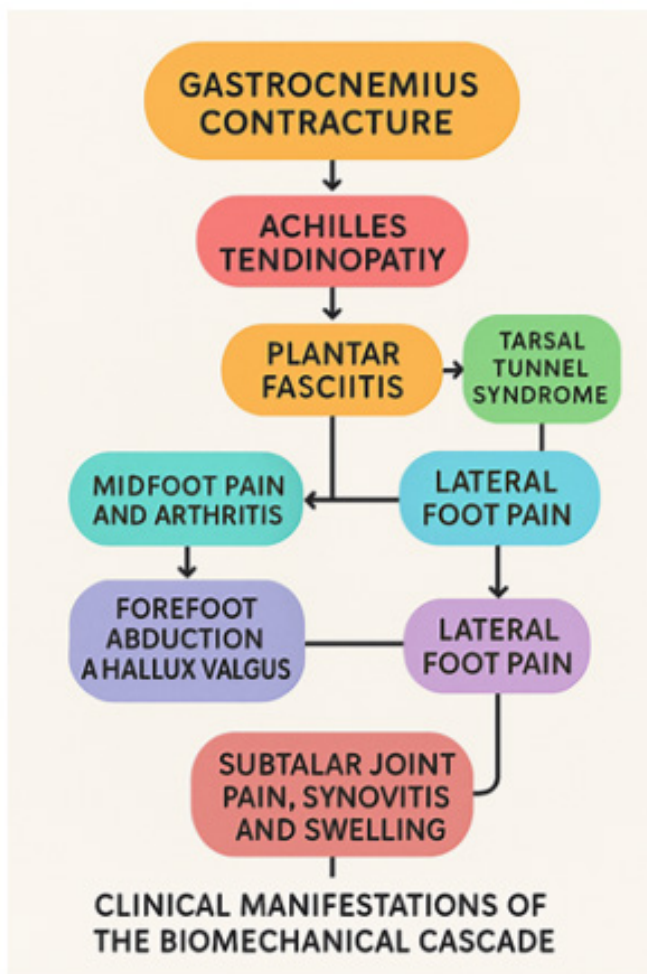 GASTROCNEMIUS
CONTRACTURE
ACHILLES
TENDINOPATIY
PLANTAR
FASCIITIS
TARSAL
TUNNEL
SYNDROME
MIDFOOT PAIN
AND ARTHRITIS
LATERAL
FOOT PAIN
FOREFOOT
ABDUCTION
A HALLUX VALGUS
LATERAL
FOOT PAIN
SUBTALAR JOINT
PAIN, SYNOVITIS
AND SWELLING
CLINICAL MANIFESTATIONS OF
THE BIOMECHANICAL CASCADE